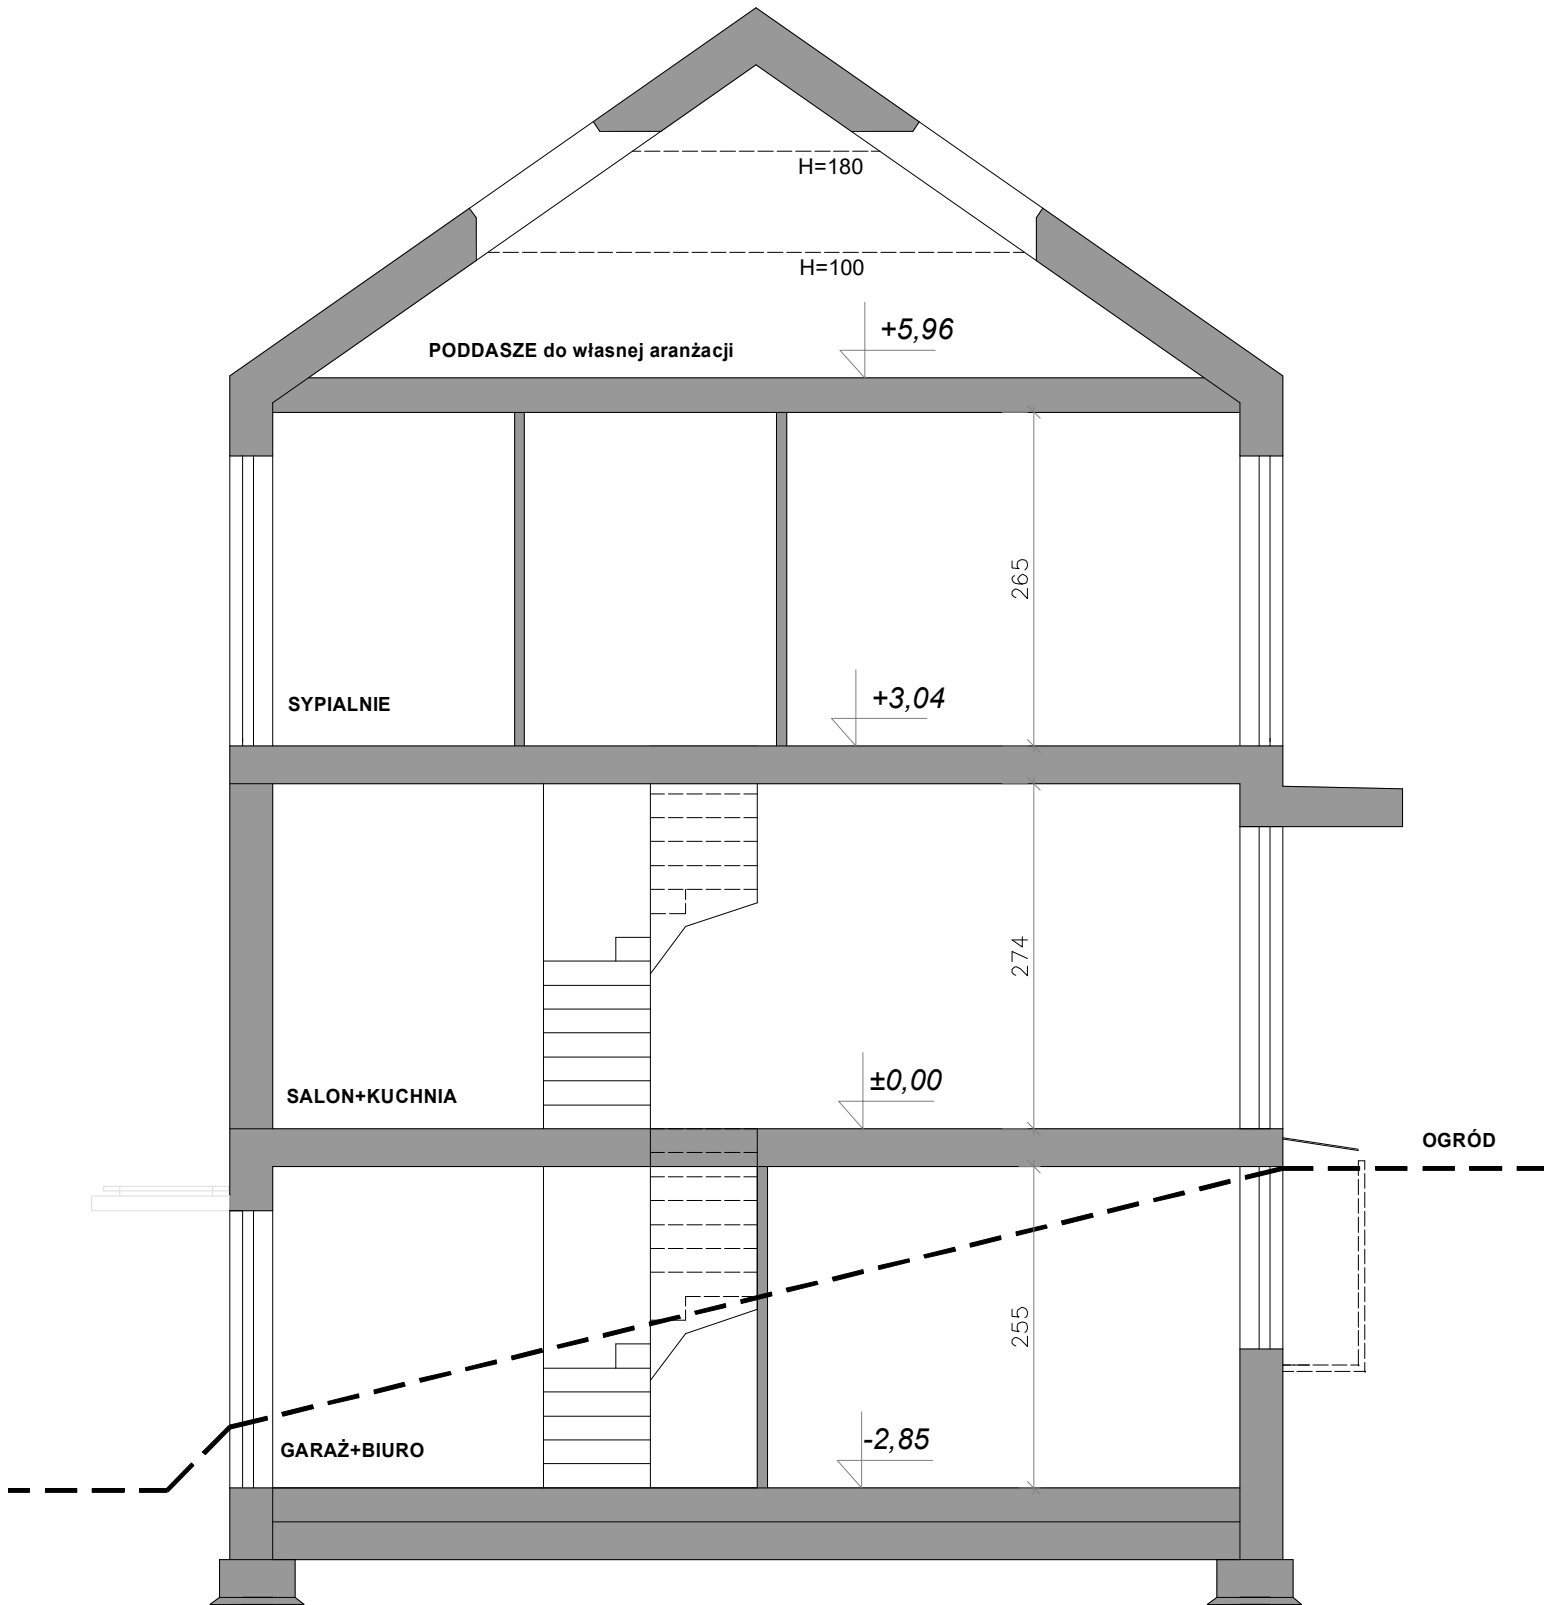 H=180
H=100
+5,96
PODDASZE do własnej aranżacji
265
+3,04
SYPIALNIE
274
±0,00
SALON+KUCHNIA
OGRÓD
255
-2,85
GARAŻ+BIURO